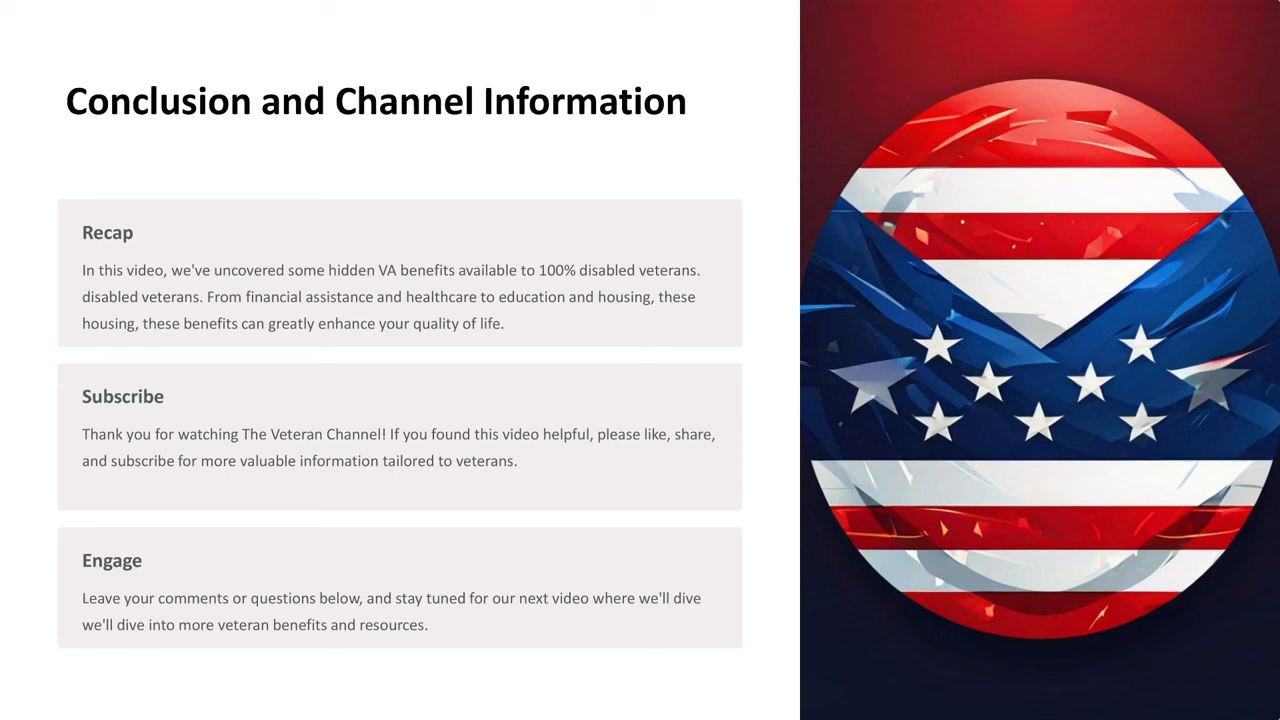 Conclusion and Channel Information
Recap
In this video, we've uncovered some hidden VA benefits available to 100% disabled veterans.
disabled veterans. From financial assistance and healthcare to education and housing, these
housing, these benefits can greatly enhance your quality of life.
Subscribe
Thank you for watching The Veteran Channel! If you found this video helpful, please like, share,
and subscribe for more valuable information tailored to veterans.
Engage
Leave your comments or questions below, and stay tuned for our next video where we'll dive
we'll dive into more veteran benefits and resources.